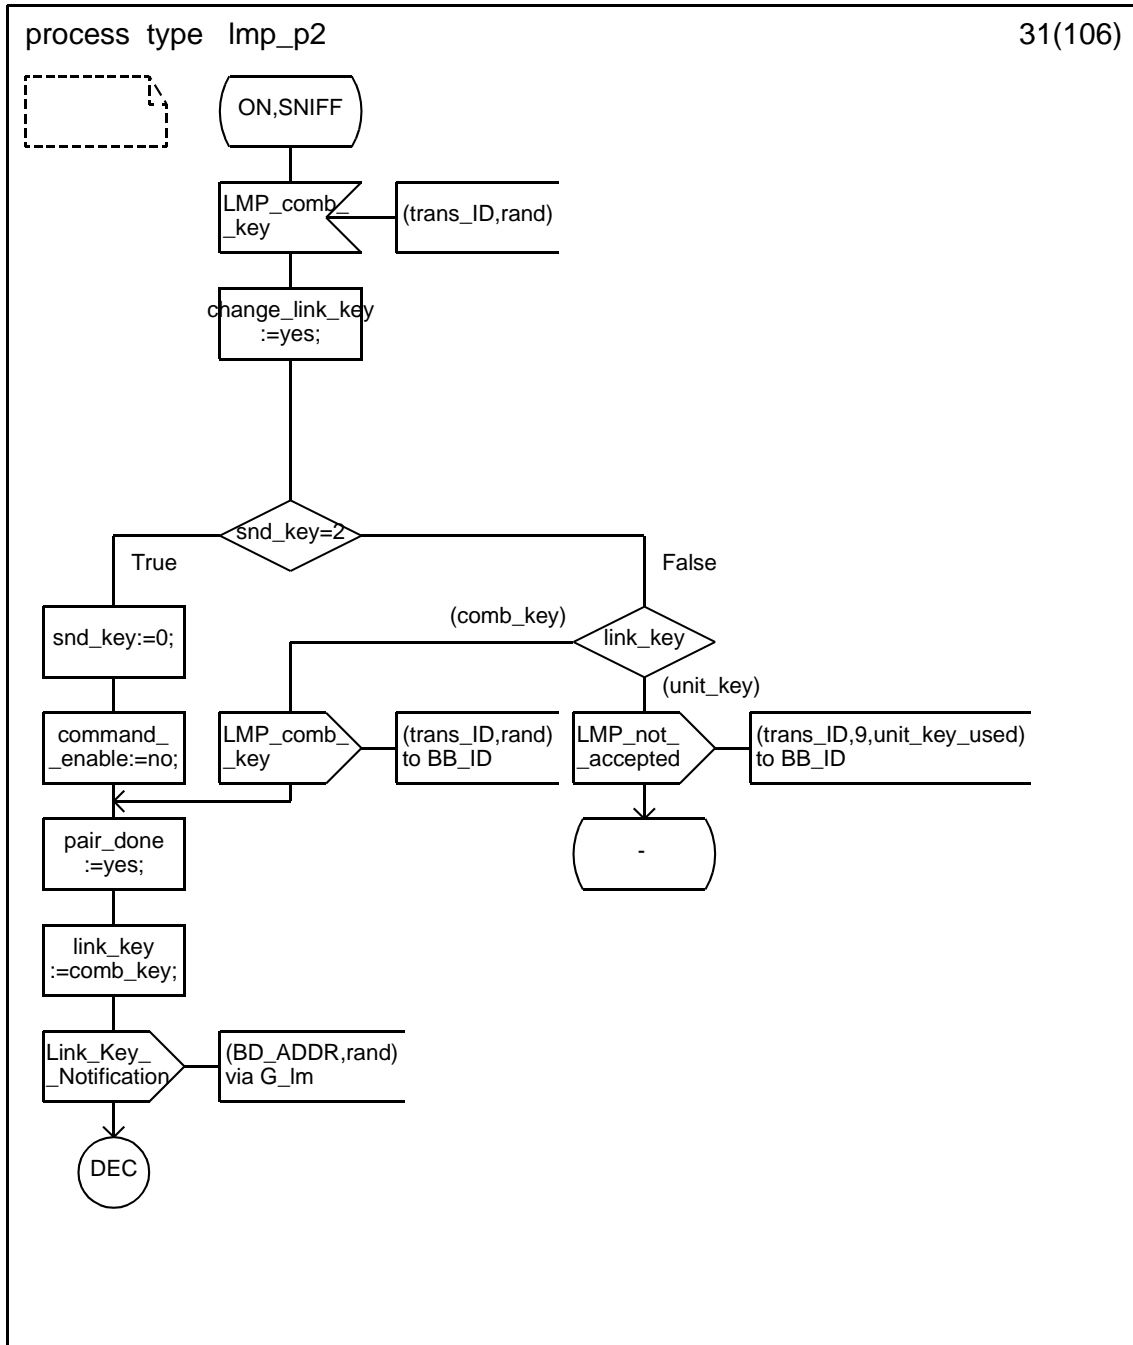 process type lmp_p2
31(106)
ON,SNIFF
LMP_comb_
_key
(trans_ID,rand)
change_link_key
:=yes;
snd_key=2
True
False
snd_key:=0;
(comb_key)
link_key
(unit_key)
command_
_enable:=no;
LMP_comb_
_key
(trans_ID,rand)
to BB_ID
LMP_not_
_accepted
(trans_ID,9,unit_key_used)
to BB_ID
pair_done
:=yes;
-
link_key
:=comb_key;
Link_Key_
_Notification
(BD_ADDR,rand)
via G_lm
DEC